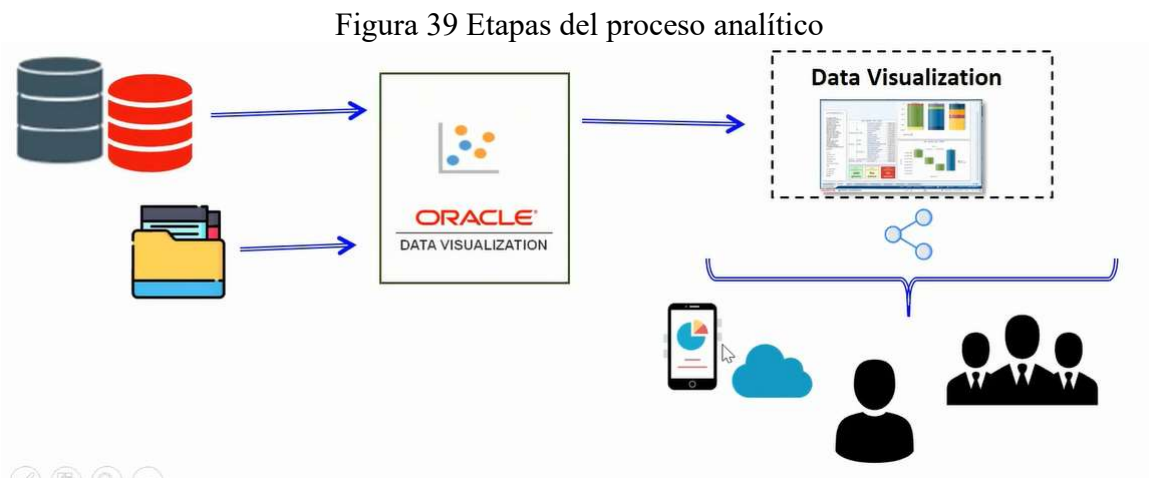 Figura 39 Etapas del proceso analítico
Data Visualization
ORACLE
DATA VISUALIZATION